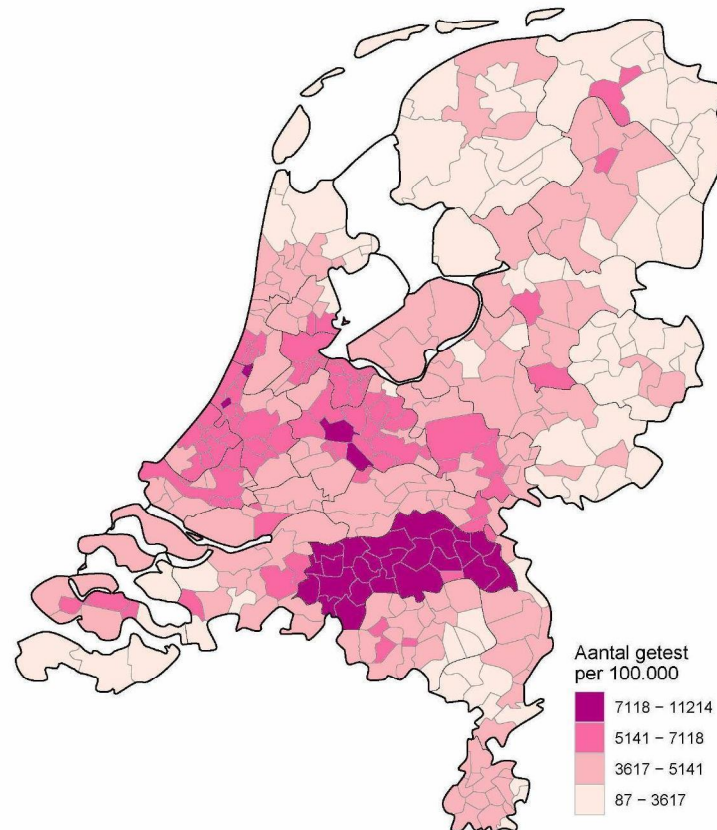 Aantal getest
per 100.000
7118 – 11214
5141 – 7118
3617 – 5141
87 – 3617